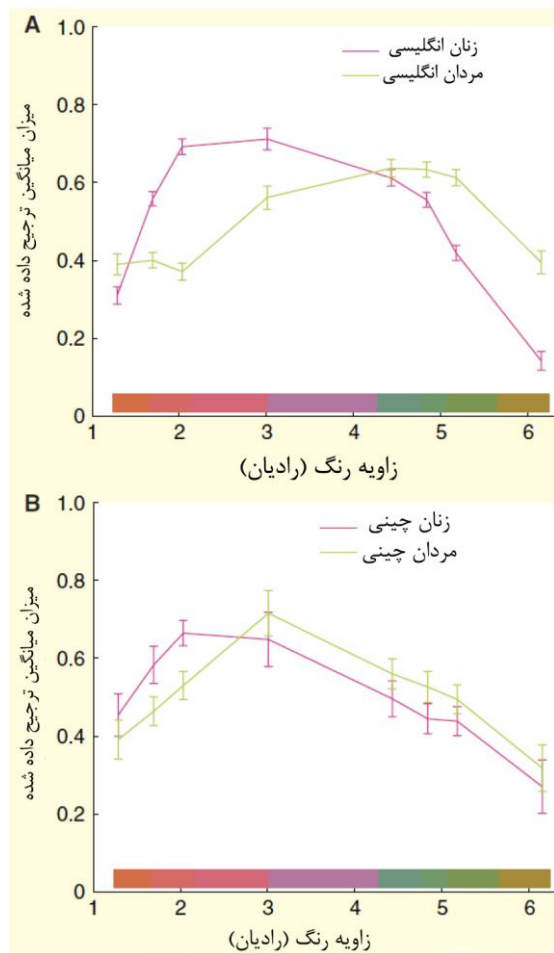 A
1.0
زنان انگلیسی
مردان انگلیسی
0.8
0.6
0.4
0.2
0
میزان میانگین ترجیح داده شده
1 2 3 4 5 6
زاویه رنگ (رادیان)
B
1.0
زنان چینی
مردان چینی
0.8
0.6
0.4
0.2
0
میزان میانگین ترجیح داده شده
1 2 3 4 5 6
زاویه رنگ (رادیان)